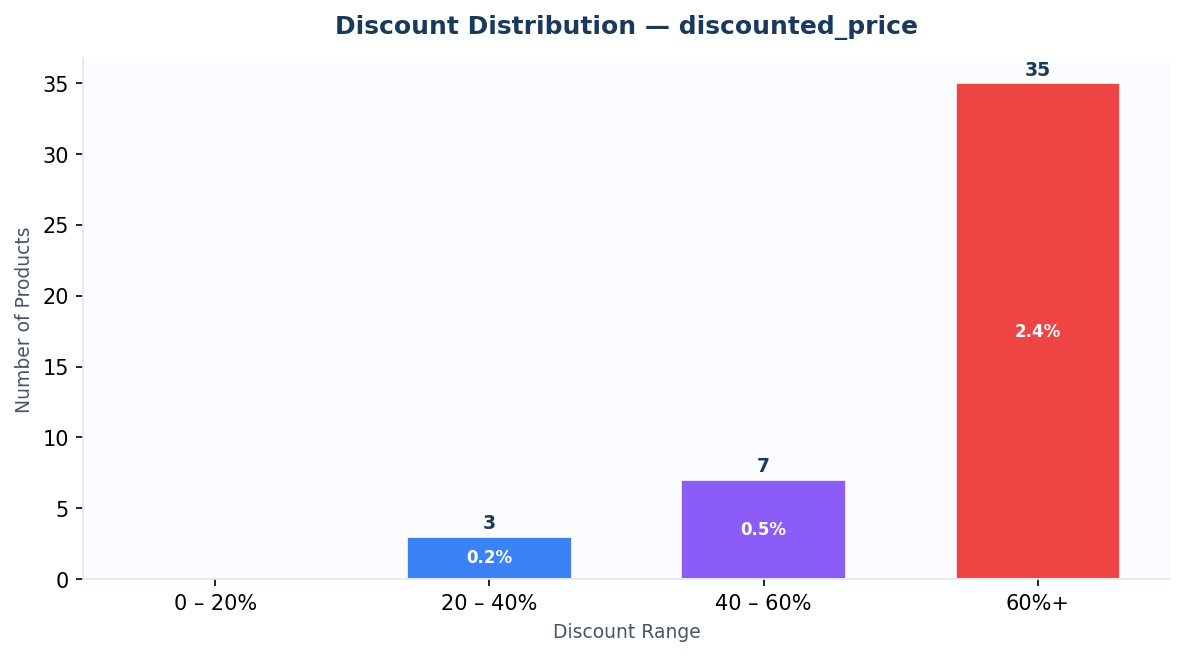 Discount Distribution — discounted_price
35
30
25
20
15
10
5
0
Number of Products
3
0.2%
7
0.5%
35
2.4%
0 – 20%
20 – 40%
40 – 60%
60%+
Discount Range